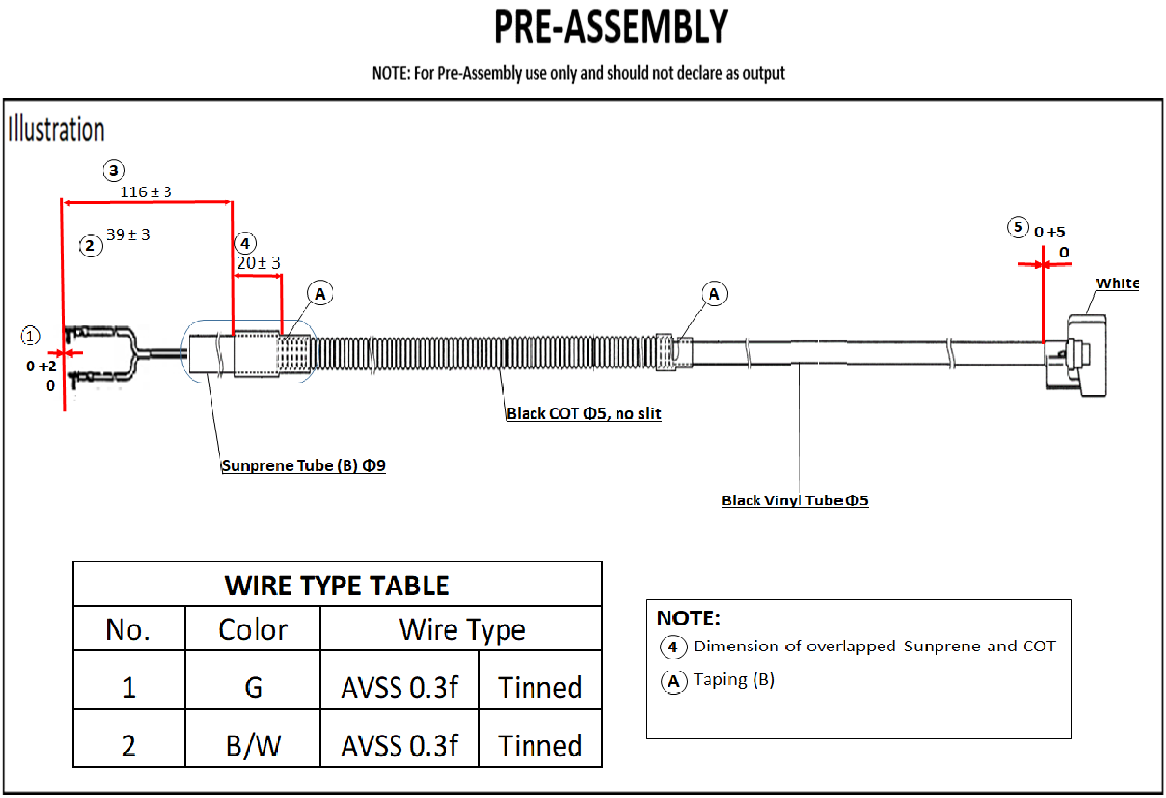 PRE-ASSEMBLY
NOTE: For Pre-Assembly use only and should not declare as output
Illustration
3
116 ± 3
2 39 ± 3
4
20 ± 3
5 0 +5
0
A
A
White
1
0 +2
0
Black COT Φ5, no slit
Sunprene Tube (B) Φ9
Black Vinyl Tube Φ5
WIRE TYPE TABLE
No. Color Wire Type
1 G AVSS 0.3f Tinned
2 B/W AVSS 0.3f Tinned
NOTE:
4 Dimension of overlapped Sunprene and COT
A Taping (B)